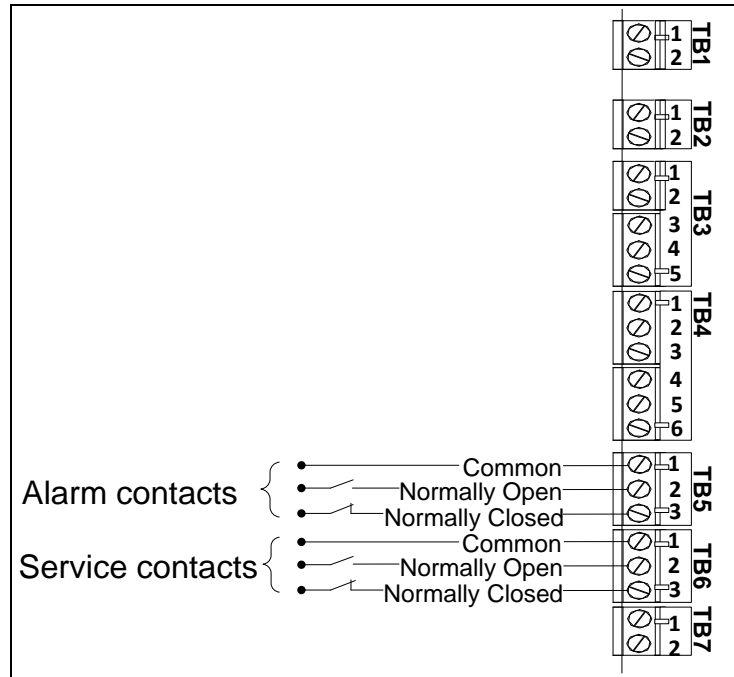 1 TB1
2
1 TB2
2
1 TB3
2
3
4
5
1 TB4
2
3
4
5
6
Alarm contacts
Common 1 TB5
Normally Open 2
Normally Closed 3
Service contacts
Common 1 TB6
Normally Open 2
Normally Closed 3
1 TB7
2